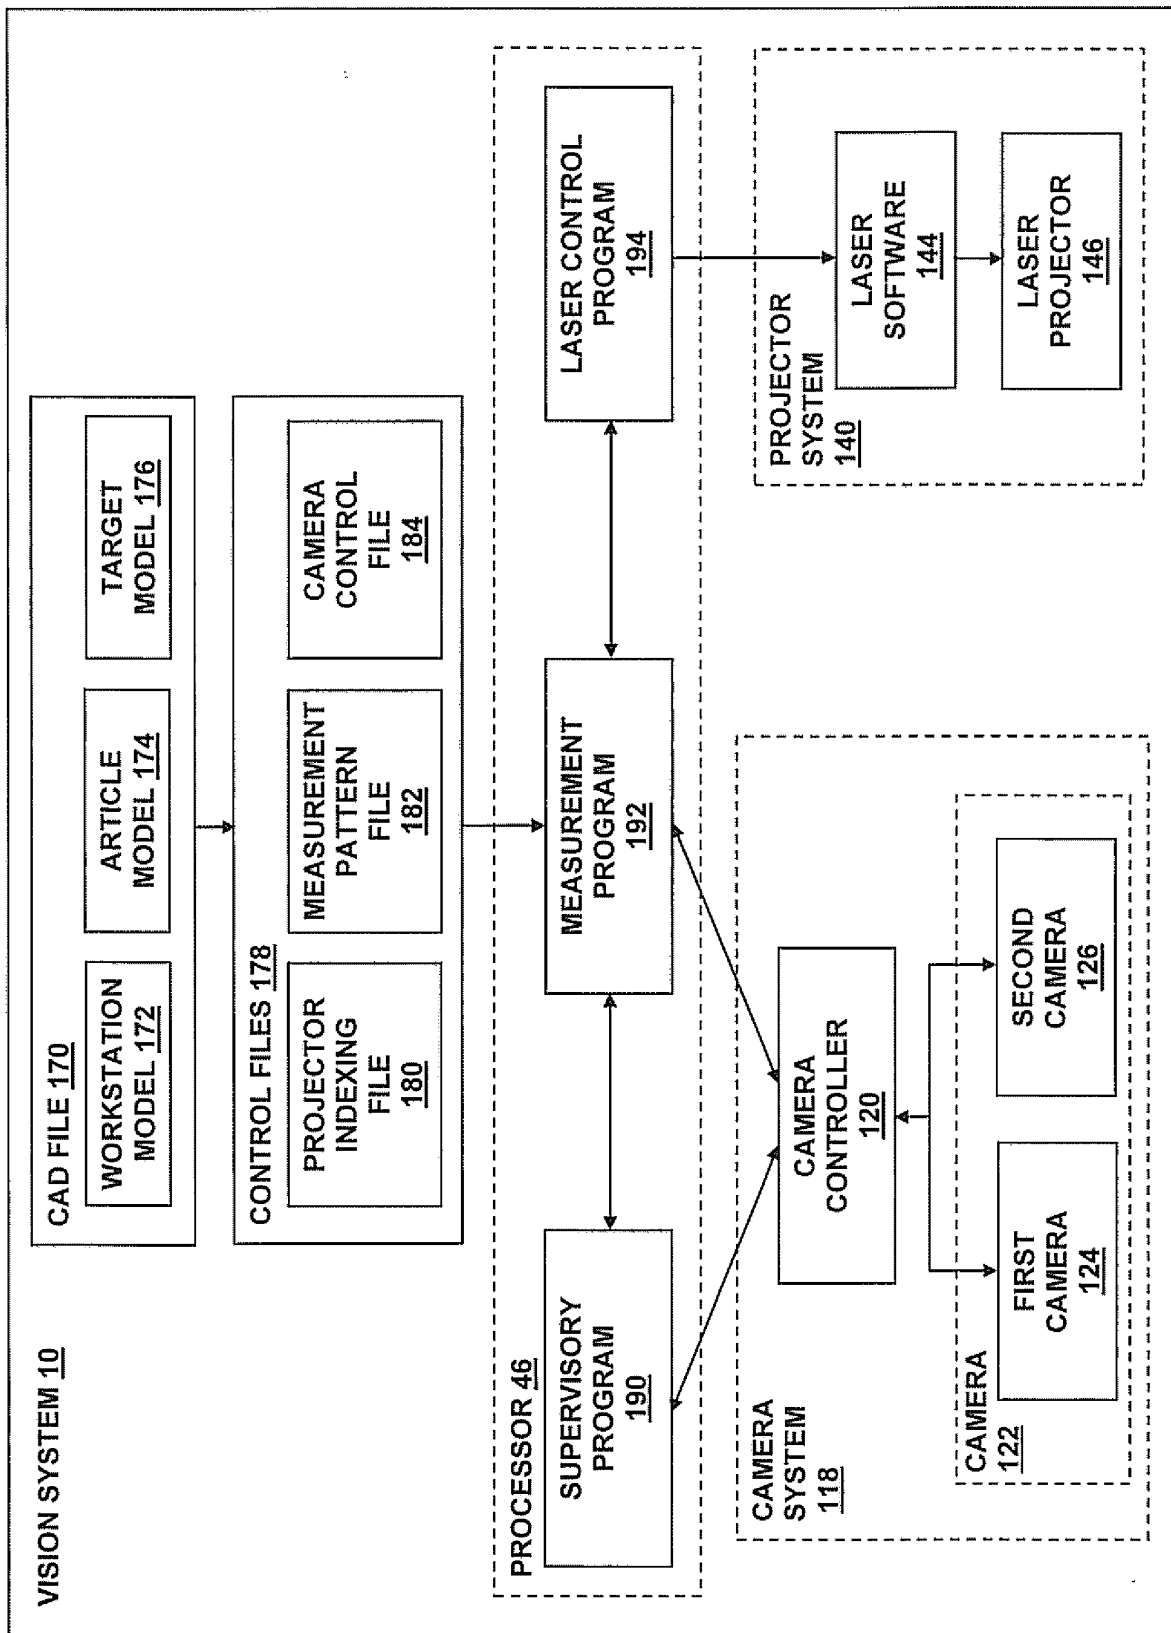 VISION SYSTEM 10
CAD FILE 170
WORKSTATION
MODEL 172
ARTICLE
MODEL 174
TARGET
MODEL 176
CONTROL FILES 178
PROJECTOR
INDEXING
FILE
180
MEASUREMENT
PATTERN
FILE
182
CAMERA
CONTROL
FILE
184
PROCESSOR 46
SUPERVISORY
PROGRAM
190
MEASUREMENT
PROGRAM
192
LASER CONTROL
PROGRAM
194
CAMERA
SYSTEM
118
CAMERA
CONTROLLER
120
CAMERA
122
FIRST
CAMERA
124
SECOND
CAMERA
126
PROJECTOR
SYSTEM
140
LASER
SOFTWARE
144
LASER
PROJECTOR
146